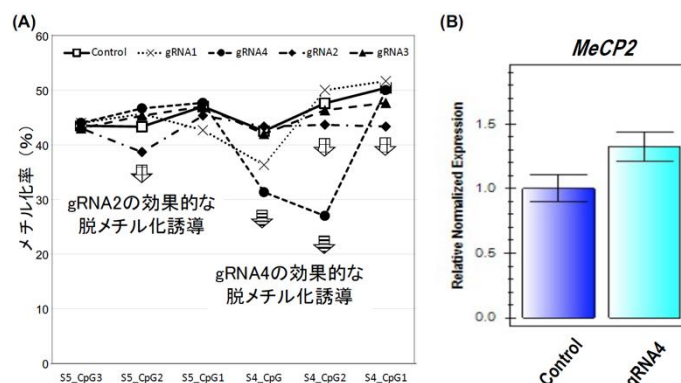 (A)
60
50
40
30
20
10
0
メチル化率（%）
Control gRNA1 gRNA4 gRNA2 gRNA3
gRNA2の効果的な
脱メチル化誘導
gRNA4の効果的な
脱メチル化誘導
S5_CpG3 S5_CpG2 S5_CpG1 S4_CpG S4_CpG2 S4_CpG1
(B)
MeCP2
Relative Normalized Expression
1.5
1.0
0.5
0.0
Control
gRNA4